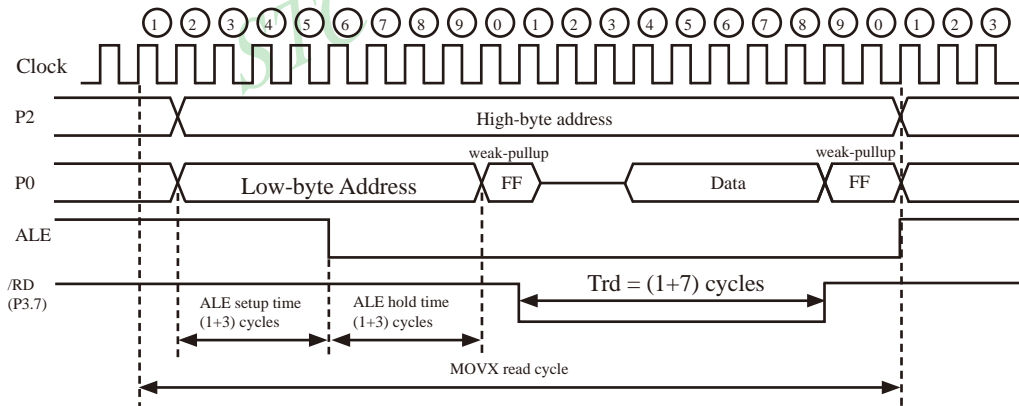 1 2 3 4 5 6 7 8 9 0 1 2 3 4 5 6 7 8 9 0 1 2 3
STC
Clock
P2
High-byte address
weak-pullup
weak-pullup
P0
Low-byte Address
FF
Data
FF
ALE
/RD
(P3.7)
Trd = (1+7) cycles
ALE setup time
(1+3) cycles
ALE hold time
(1+3) cycles
MOVX read cycle